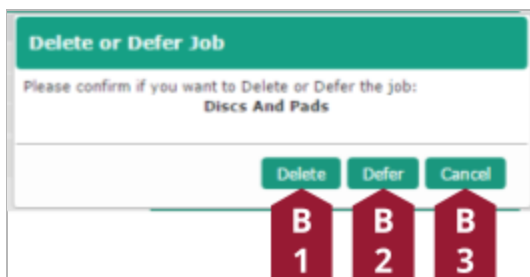 Delete or Defer Job
Please confirm if you want to Delete or Defer the job:
Discs And Pads
Delete Defer Cancel
B B B
1 2 3